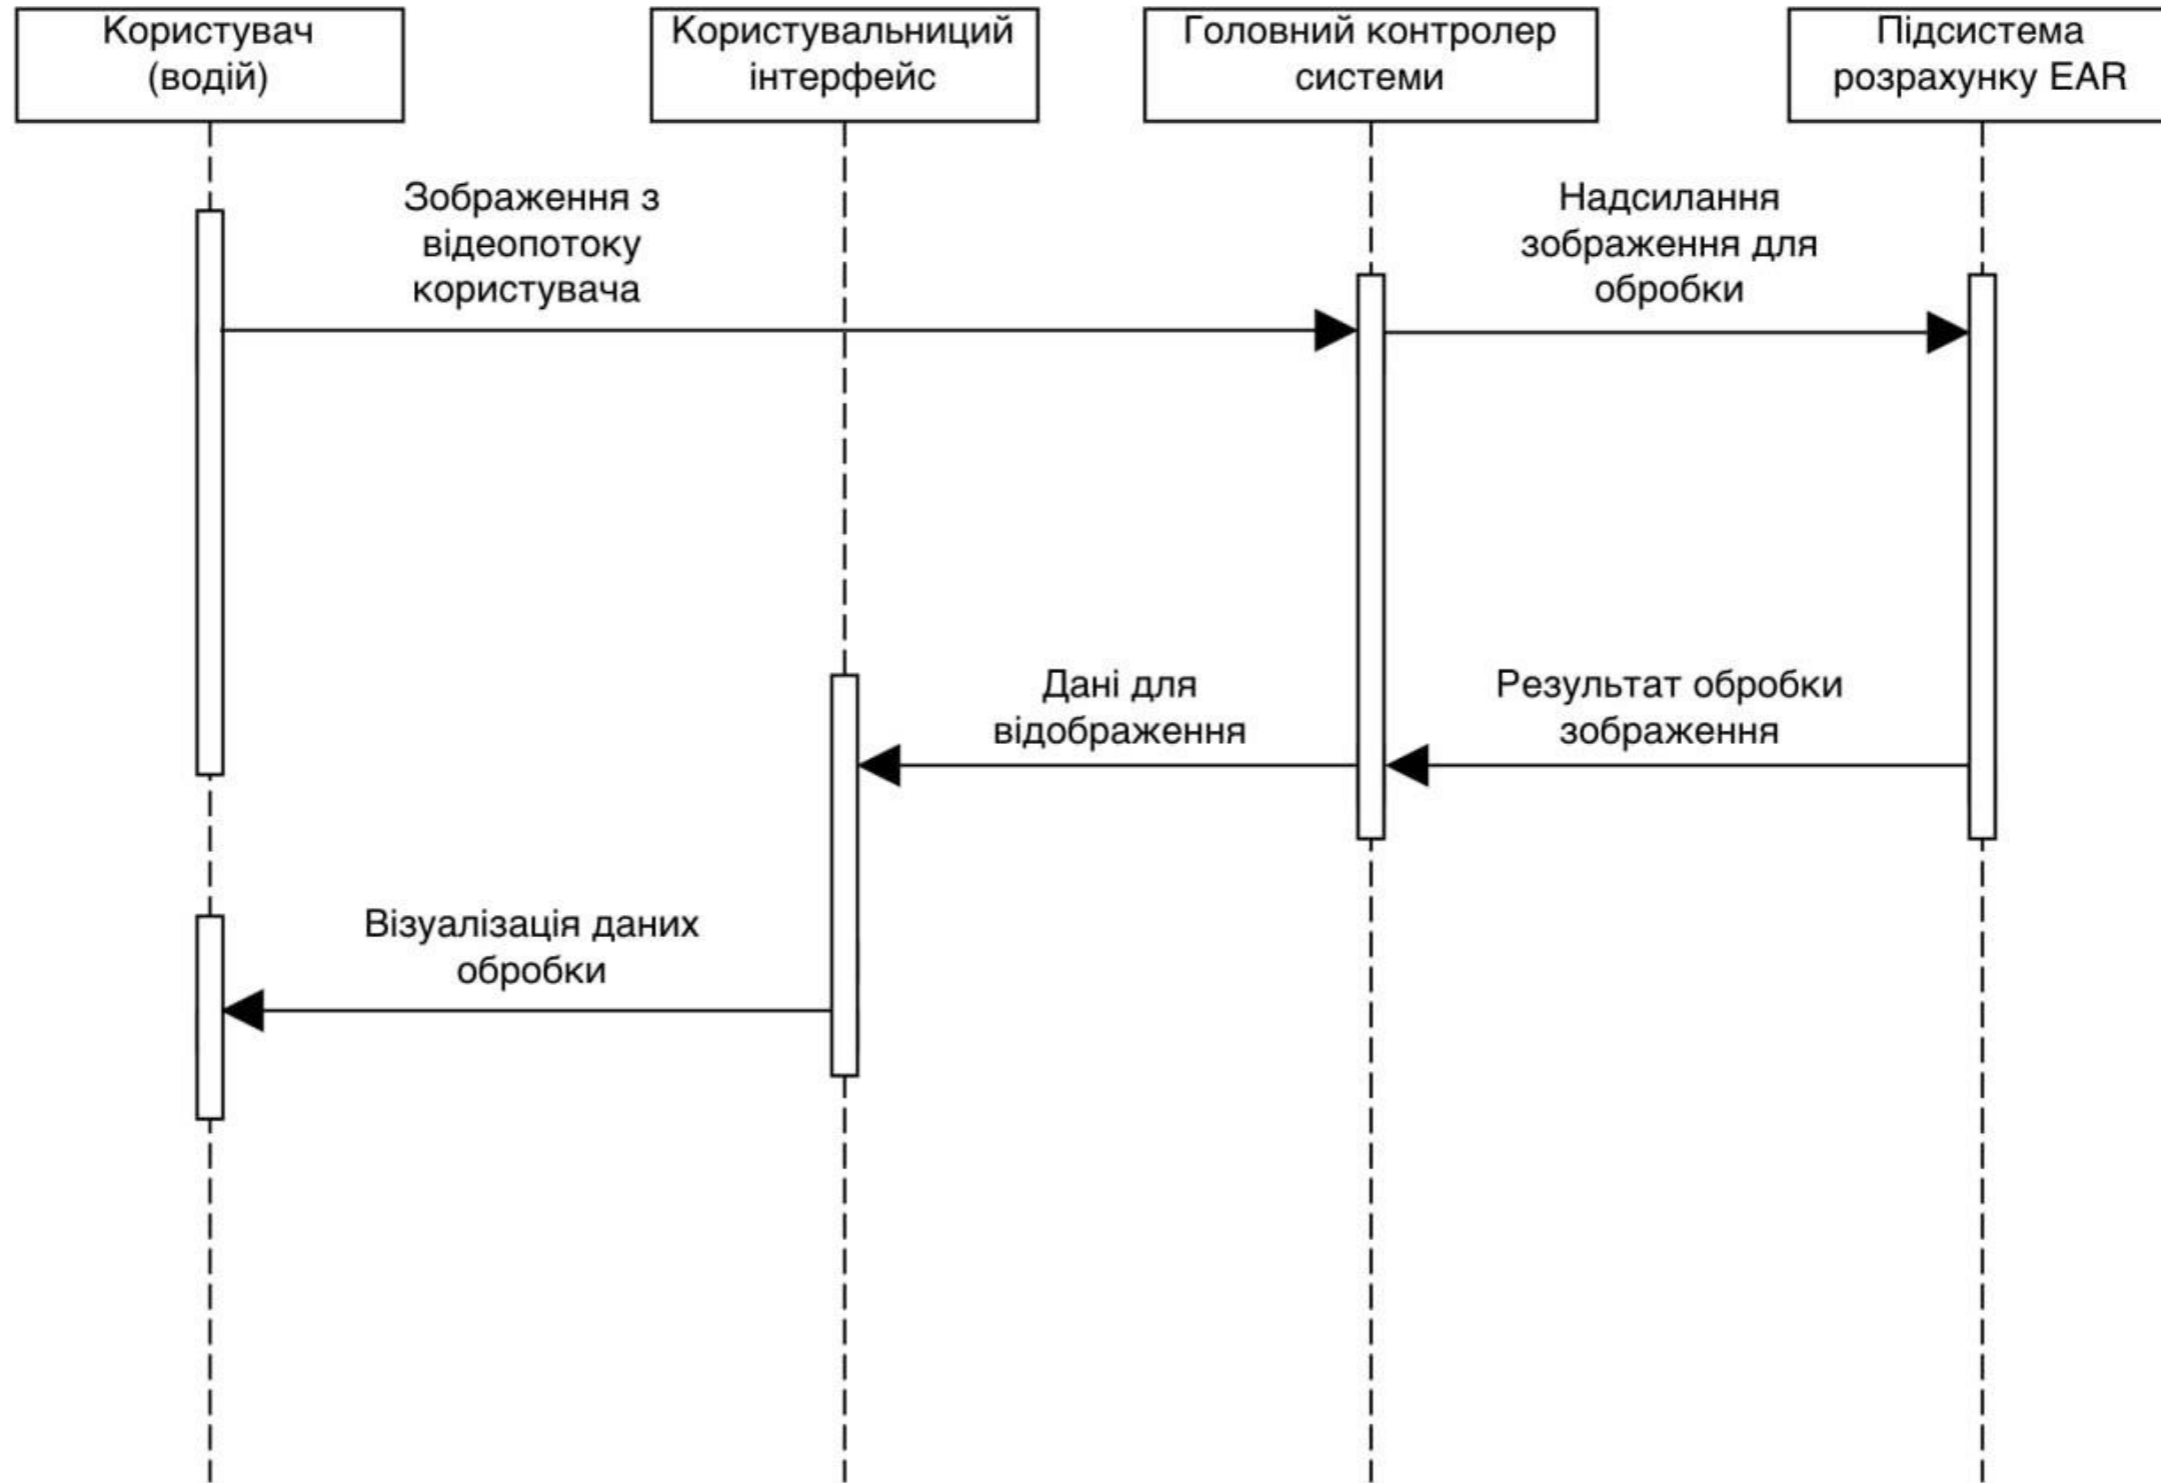 Користувач
(водій)
Користувальниций
інтерфейс
Головний контролер
системи
Підсистема
розрахунку EAR
Зображення з
відеопотоку
користувача
Надсилання
зображення для
обробки
Дані для
відображення
Результат обробки
зображення
Візуалізація даних
обробки